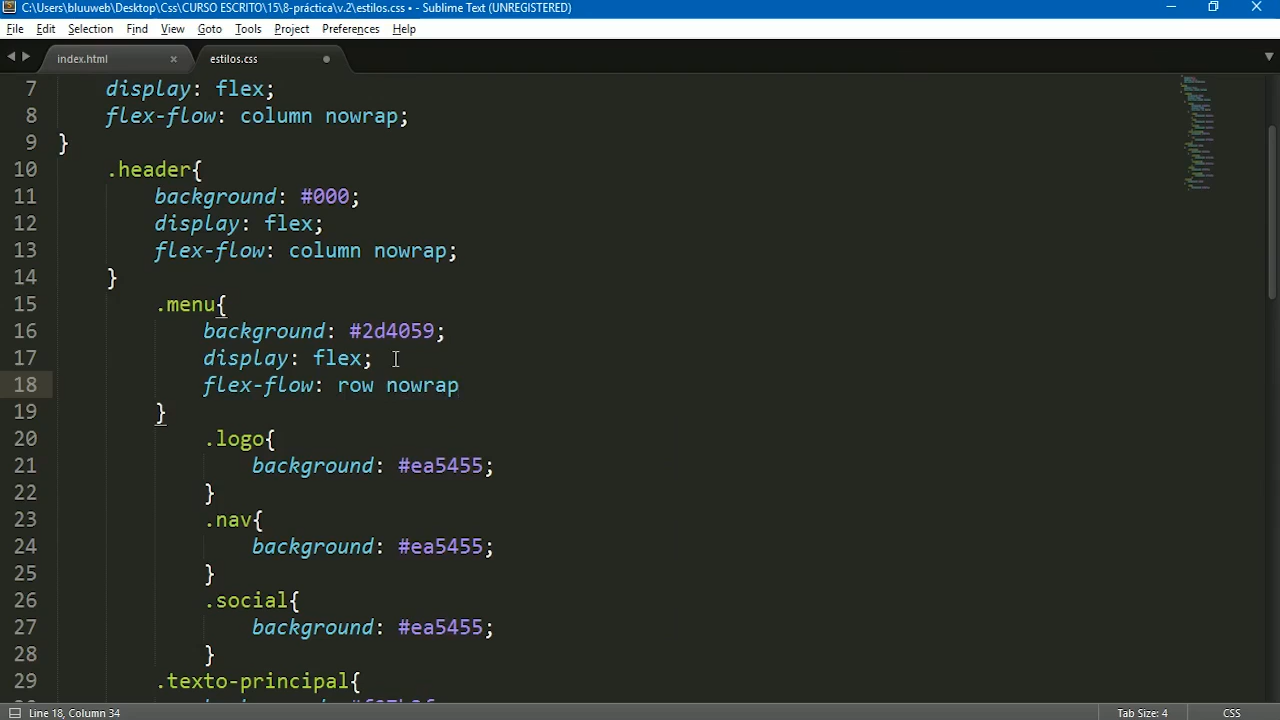 C:\Users\bluuweb\Desktop\Css\CURSO ESCRITO\15\8-práctica\v.2\estilos.css • - Sublime Text (UNREGISTERED)
File Edit Selection Find View Goto Tools Project Preferences Help
index.html × estilos.css
7 display: flex;
8 flex-flow: column nowrap;
9 }
10 .header{
11 background: #000;
12 display: flex;
13 flex-flow: column nowrap;
14 }
15 .menu{
16 background: #2d4059;
17 display: flex;
18 flex-flow: row nowrap
19 }
20 .logo{
21 background: #ea5455;
22 }
23 .nav{
24 background: #ea5455;
25 }
26 .social{
27 background: #ea5455;
28 }
29 .texto-principal{
Line 18, Column 34 Tab Size: 4 CSS